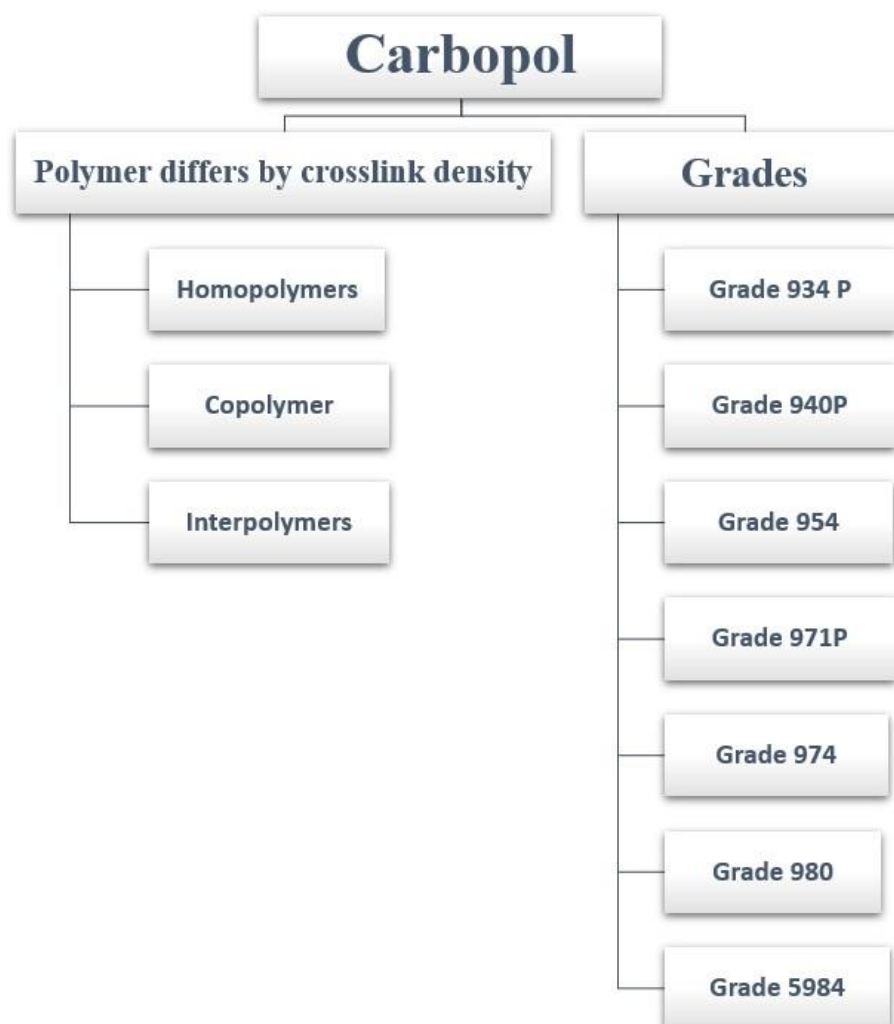 Carbopol
Polymer differs by crosslink density
Homopolymers
Copolymer
Interpolymers
Grades
Grade 934 P
Grade 940P
Grade 954
Grade 971P
Grade 974
Grade 980
Grade 5984